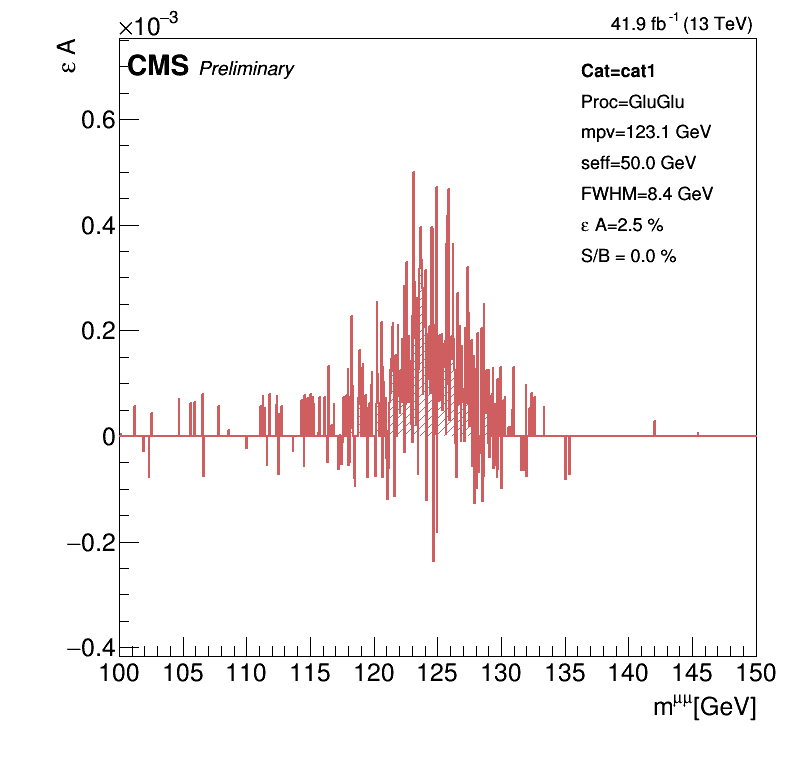 ×10⁻³
41.9 fb⁻¹ (13 TeV)
CMS Preliminary
ε A
Cat=cat1
Proc=GluGlu
mpv=123.1 GeV
seff=50.0 GeV
FWHM=8.4 GeV
ε A=2.5 %
S/B = 0.0 %
0.6
0.4
0.2
0
−0.2
−0.4
100 105 110 115 120 125 130 135 140 145 150
m^μμ[GeV]